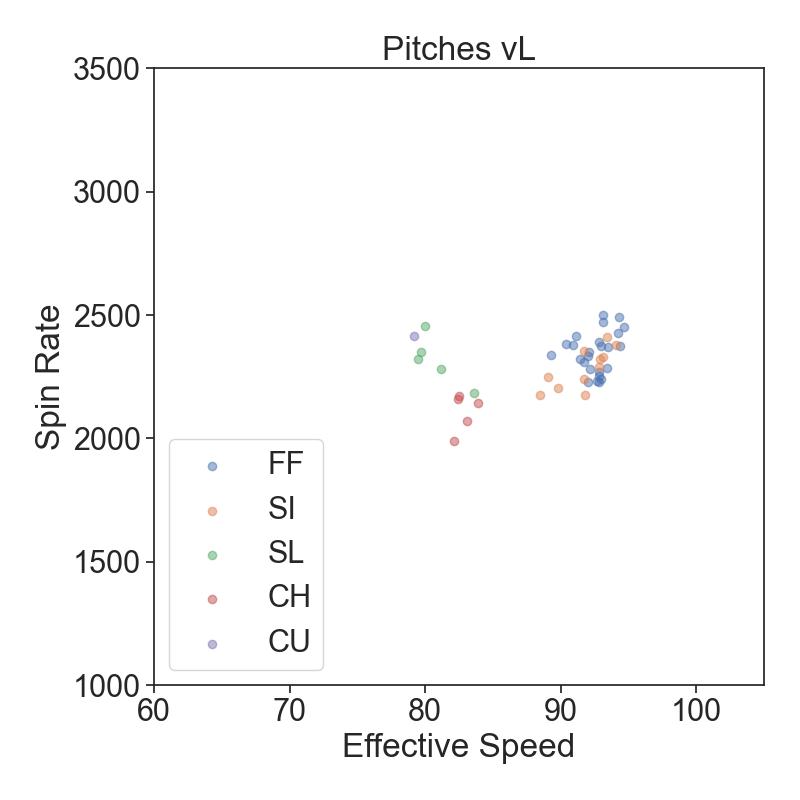 Pitches vL
3500
3000
2500
2000
1500
1000
Spin Rate
FF
SI
SL
CH
CU
60 70 80 90 100
Effective Speed